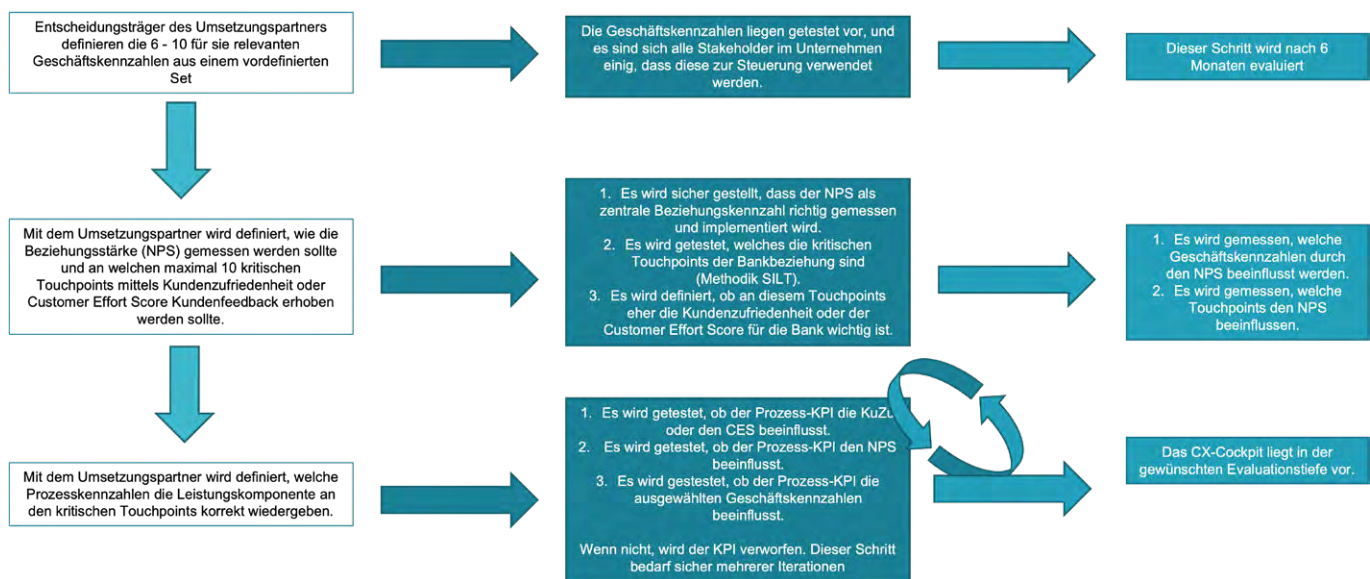 Entscheidungsträger des Umsetzungspartners
definieren die 6 - 10 für sie relevanten
Geschäftskennzahlen aus einem vordefinierten
Set
Die Geschäftskennzahlen liegen getestet vor, und
es sind sich alle Stakeholder im Unternehmen
einig, dass diese zur Steuerung verwendet
werden.
Dieser Schritt wird nach 6
Monaten evaluiert
Mit dem Umsetzungspartner wird definiert, wie die
Beziehungsstärke (NPS) gemessen werden sollte
und an welchen maximal 10 kritischen
Touchpoints mittels Kundenzufriedenheit oder
Customer Effort Score Kundenfeedback erhoben
werden sollte.
1. Es wird sicher gestellt, dass der NPS als
zentrale Beziehungskennzahl richtig gemessen
und implementiert wird.
2. Es wird getestet, welches die kritischen
Touchpoints der Bankbeziehung sind
(Methodik SILT).
3. Es wird definiert, ob an diesem Touchpoints
eher die Kundenzufriedenheit oder der
Customer Effort Score für die Bank wichtig ist.
1. Es wird gemessen, welche
Geschäftskennzahlen durch
den NPS beeinflusst werden.
2. Es wird gemessen, welche
Touchpoints den NPS
beeinflussen.
Mit dem Umsetzungspartner wird definiert, welche
Prozesskennzahlen die Leistungskomponente an
den kritischen Touchpoints korrekt wiedergeben.
1. Es wird getestet, ob der Prozess-KPI die KuZu
oder den CES beeinflusst.
2. Es wird getestet, ob der Prozess-KPI den NPS
beeinflusst.
3. Es wird gestestet, ob der Prozess-KPI die
ausgewählten Geschäftskennzahlen
beeinflusst.
Wenn nicht, wird der KPI verworfen. Dieser Schritt
bedarf sicher mehrerer Iterationen
Das CX-Cockpit liegt in der
gewünschten Evaluationstiefe vor.